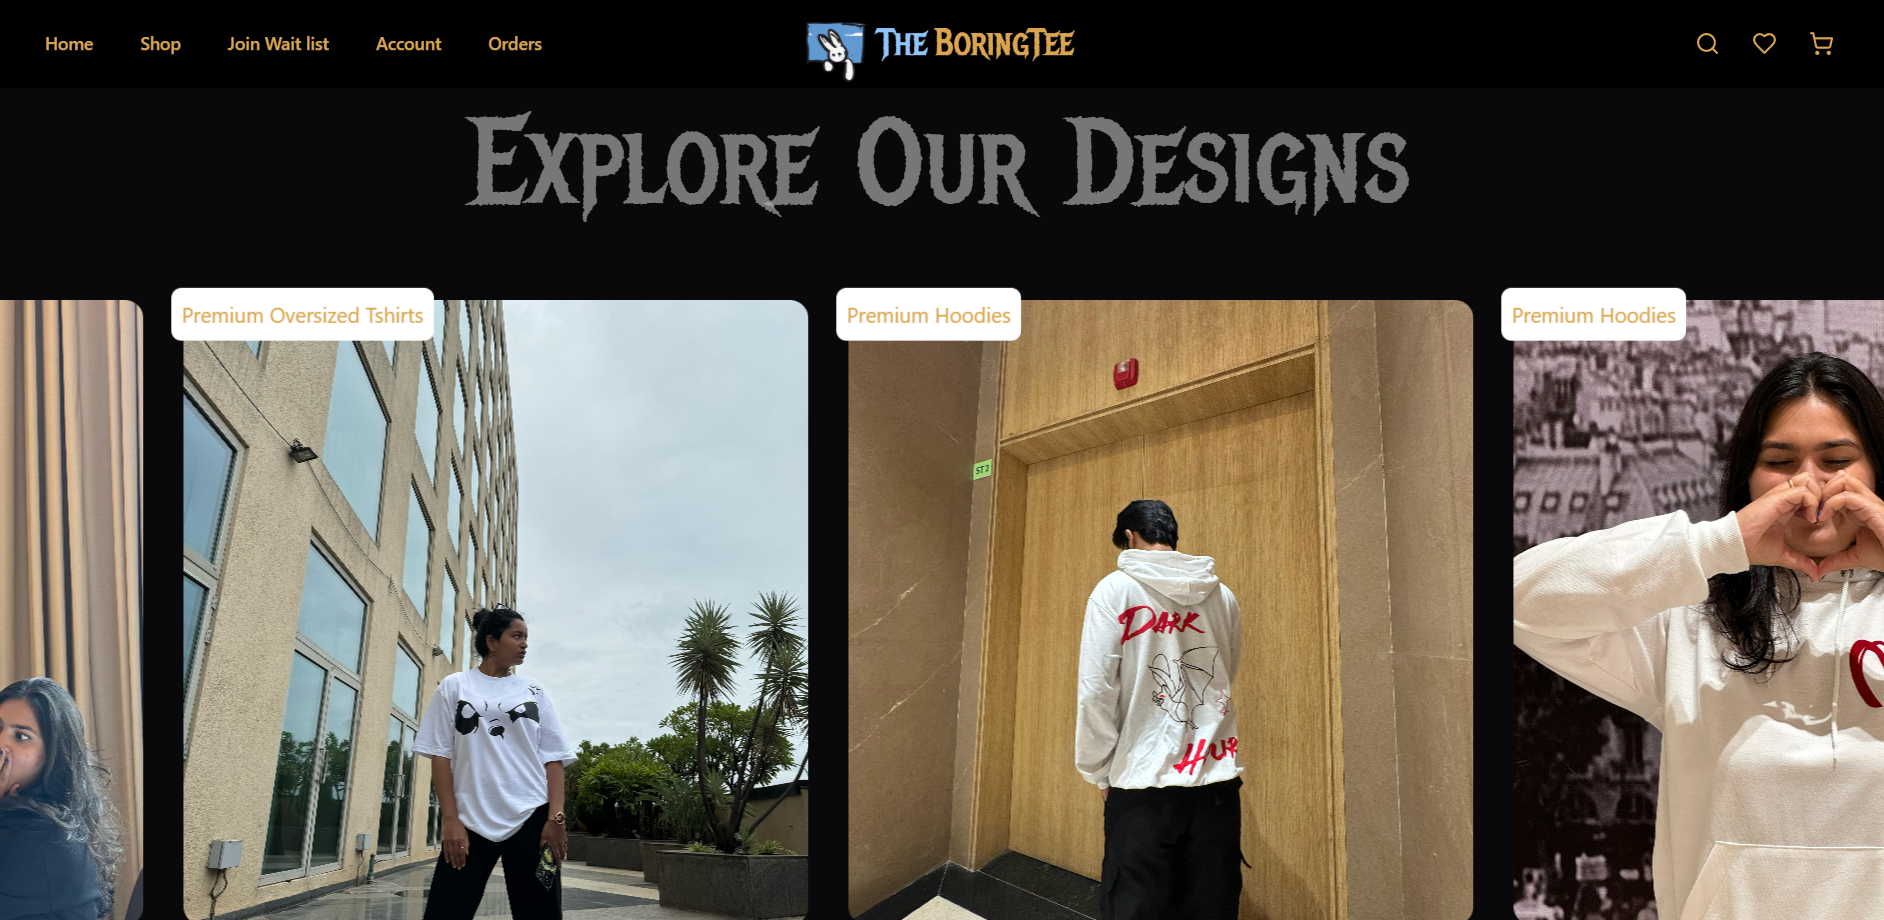 Home Shop Join Wait list Account Orders
The BoringTee
Explore Our Designs
Premium Oversized Tshirts
Premium Hoodies
Premium Hoodies
ST2
Dark